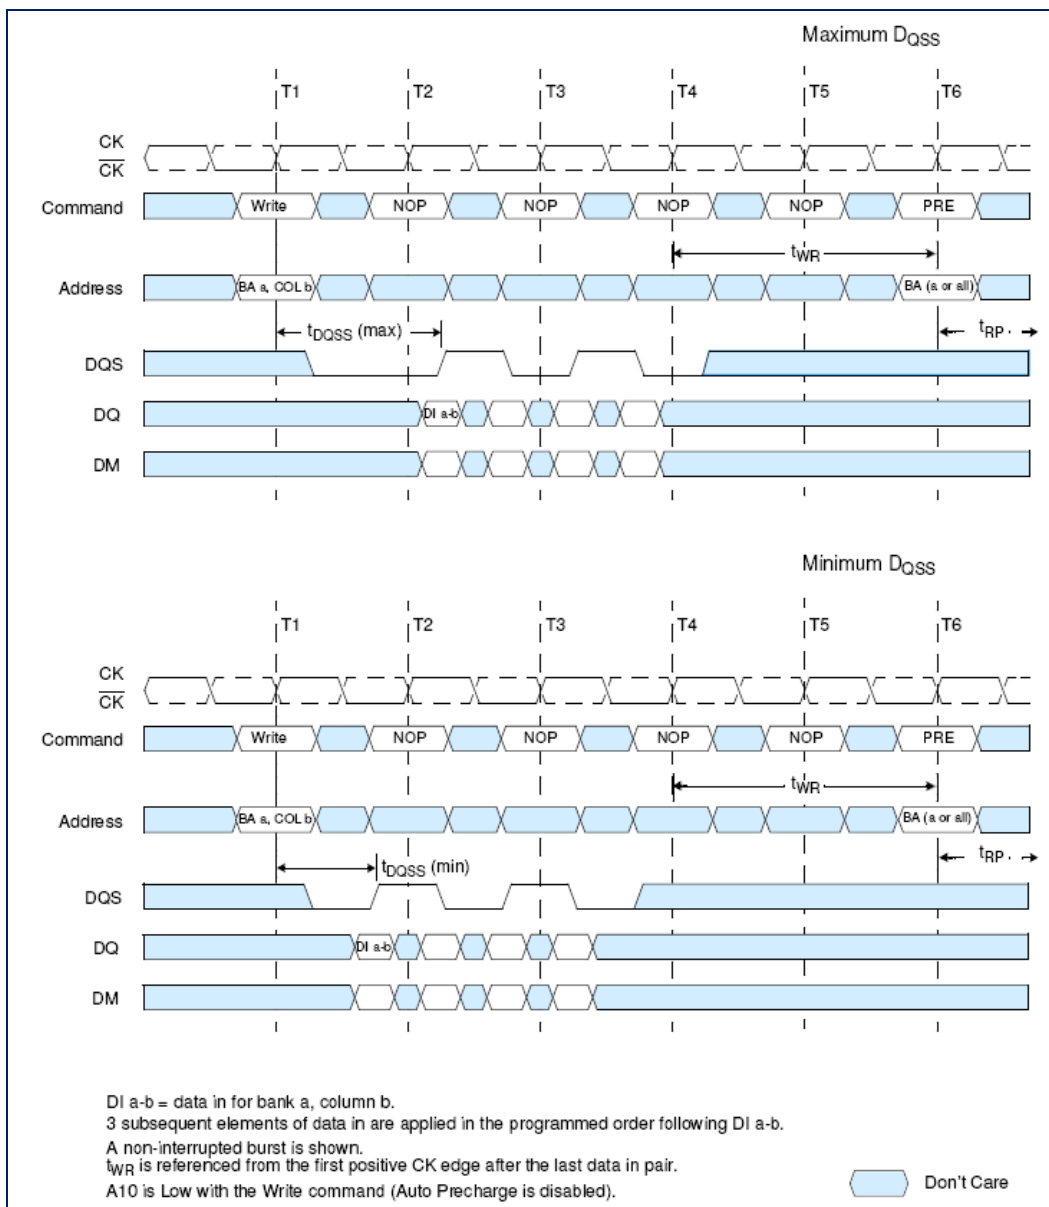 Maximum DQSS
T1 T2 T3 T4 T5 T6
CK
CK
Command Write NOP NOP NOP NOP PRE
tWR
Address BA a, COL b BA (a or all)
tDQSS (max) tRP
DQS
DQ DI a-b
DM
Minimum DQSS
T1 T2 T3 T4 T5 T6
CK
CK
Command Write NOP NOP NOP NOP PRE
tWR
Address BA a, COL b BA (a or all)
tDQSS (min) tRP
DQS
DQ DI a-b
DM
DI a-b = data in for bank a, column b.
3 subsequent elements of data in are applied in the programmed order following DI a-b.
A non-interrupted burst is shown.
tWR is referenced from the first positive CK edge after the last data in pair.
A10 is Low with the Write command (Auto Precharge is disabled).
Don't Care